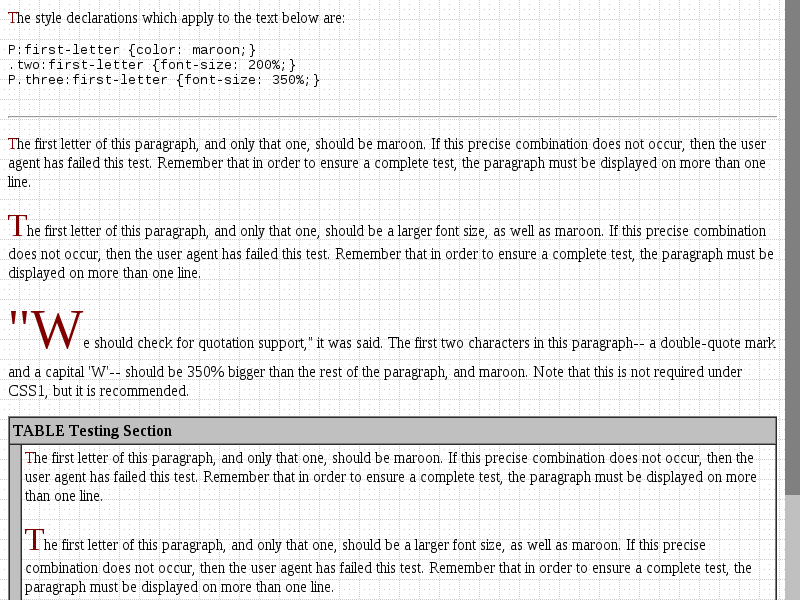 The style declarations which apply to the text below are:
P:first-letter {color: maroon;}
.two:first-letter {font-size: 200%;}
P.three:first-letter {font-size: 350%;}
The first letter of this paragraph, and only that one, should be maroon. If this precise combination does not occur, then the user
agent has failed this test. Remember that in order to ensure a complete test, the paragraph must be displayed on more than one
line.
The first letter of this paragraph, and only that one, should be a larger font size, as well as maroon. If this precise combination
does not occur, then the user agent has failed this test. Remember that in order to ensure a complete test, the paragraph must be
displayed on more than one line.
"We should check for quotation support," it was said. The first two characters in this paragraph-- a double-quote mark
and a capital 'W'-- should be 350% bigger than the rest of the paragraph, and maroon. Note that this is not required under
CSS1, but it is recommended.
TABLE Testing Section
The first letter of this paragraph, and only that one, should be maroon. If this precise combination does not occur, then the
user agent has failed this test. Remember that in order to ensure a complete test, the paragraph must be displayed on more
than one line.
The first letter of this paragraph, and only that one, should be a larger font size, as well as maroon. If this precise
combination does not occur, then the user agent has failed this test. Remember that in order to ensure a complete test, the
paragraph must be displayed on more than one line.